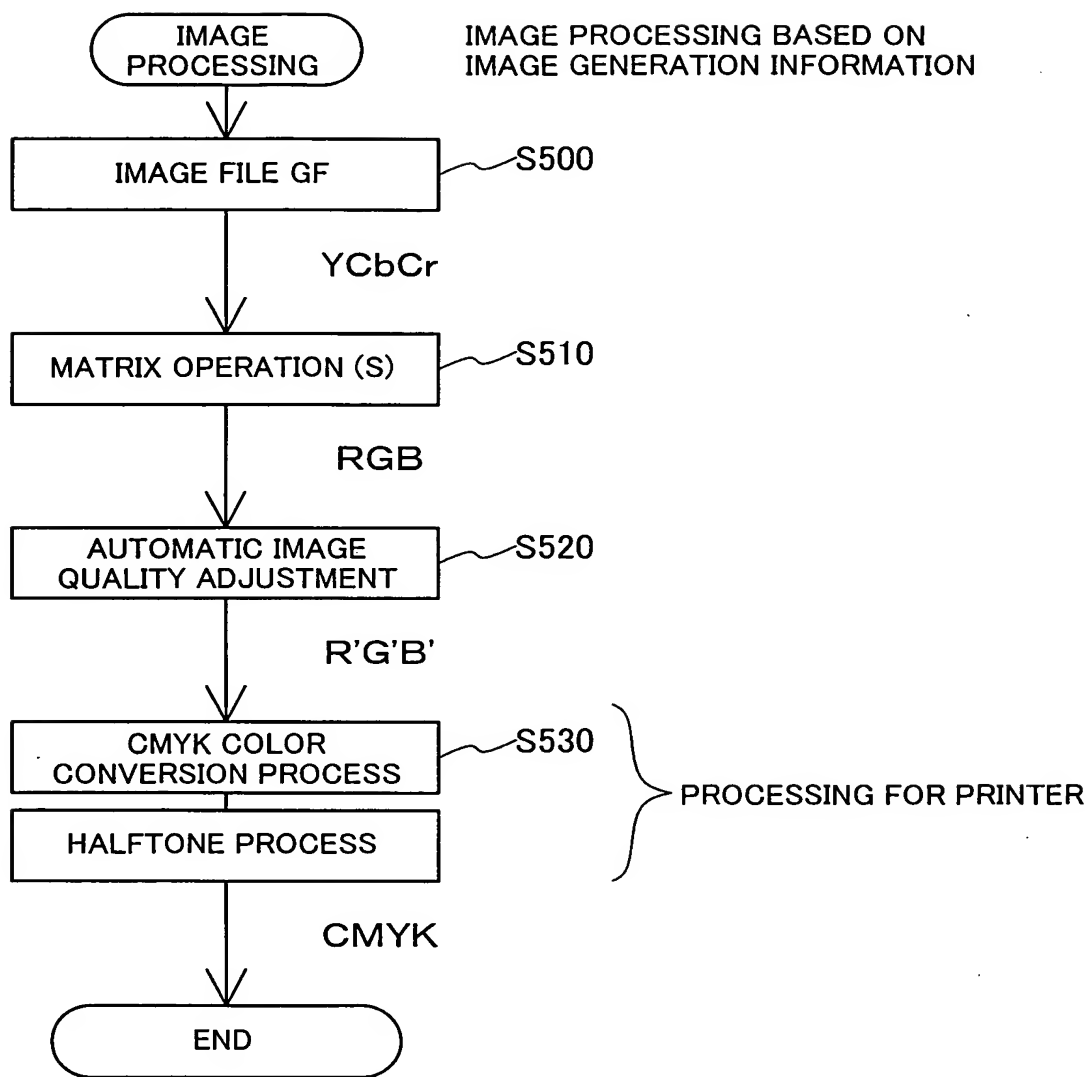 IMAGE
PROCESSING
IMAGE PROCESSING BASED ON
IMAGE GENERATION INFORMATION
IMAGE FILE GF
S500
YCbCr
MATRIX OPERATION (S)
S510
RGB
AUTOMATIC IMAGE
QUALITY ADJUSTMENT
S520
R'G'B'
CMYK COLOR
CONVERSION PROCESS
S530
PROCESSING FOR PRINTER
HALFTONE PROCESS
CMYK
END